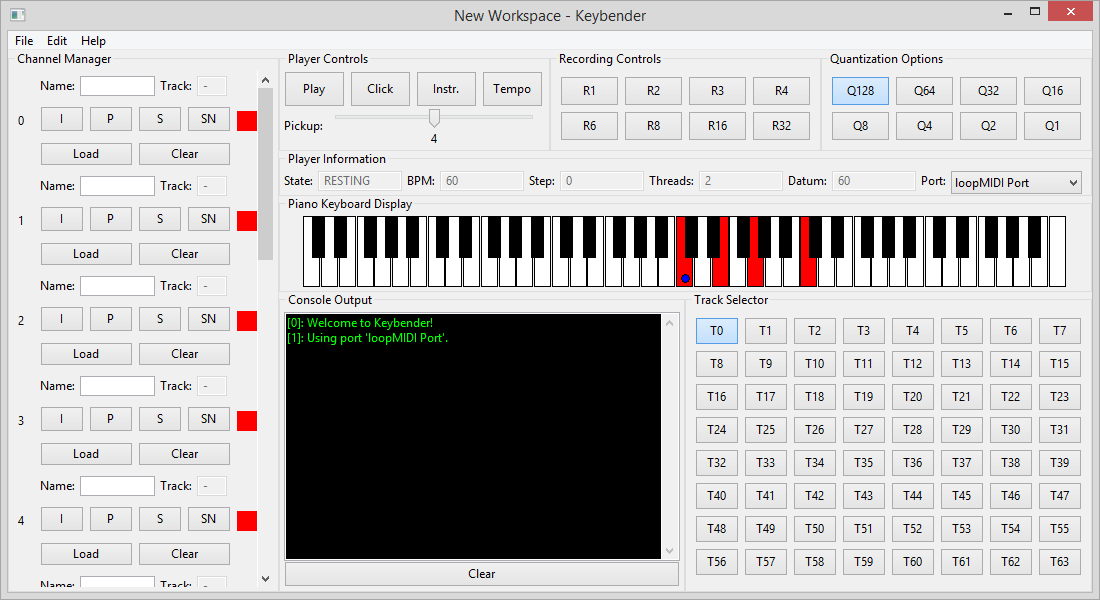 New Workspace - Keybender
File Edit Help
Channel Manager
Name: Track: -
0 I P S SN
Load Clear
Name: Track: -
1 I P S SN
Load Clear
Name: Track: -
2 I P S SN
Load Clear
Name: Track: -
3 I P S SN
Load Clear
Name: Track: -
4 I P S SN
Load Clear
Name: Track: -
Player Controls
Play Click Instr. Tempo
Pickup:
4
Recording Controls
R1 R2 R3 R4
R6 R8 R16 R32
Quantization Options
Q128 Q64 Q32 Q16
Q8 Q4 Q2 Q1
Player Information
State: RESTING BPM: 60 Step: 0 Threads: 2 Datum: 60 Port: loopMIDI Port
Piano Keyboard Display
Console Output
[0]: Welcome to Keybender!
[1]: Using port 'loopMIDI Port'.
Clear
Track Selector
T0 T1 T2 T3 T4 T5 T6 T7
T8 T9 T10 T11 T12 T13 T14 T15
T16 T17 T18 T19 T20 T21 T22 T23
T24 T25 T26 T27 T28 T29 T30 T31
T32 T33 T34 T35 T36 T37 T38 T39
T40 T41 T42 T43 T44 T45 T46 T47
T48 T49 T50 T51 T52 T53 T54 T55
T56 T57 T58 T59 T60 T61 T62 T63